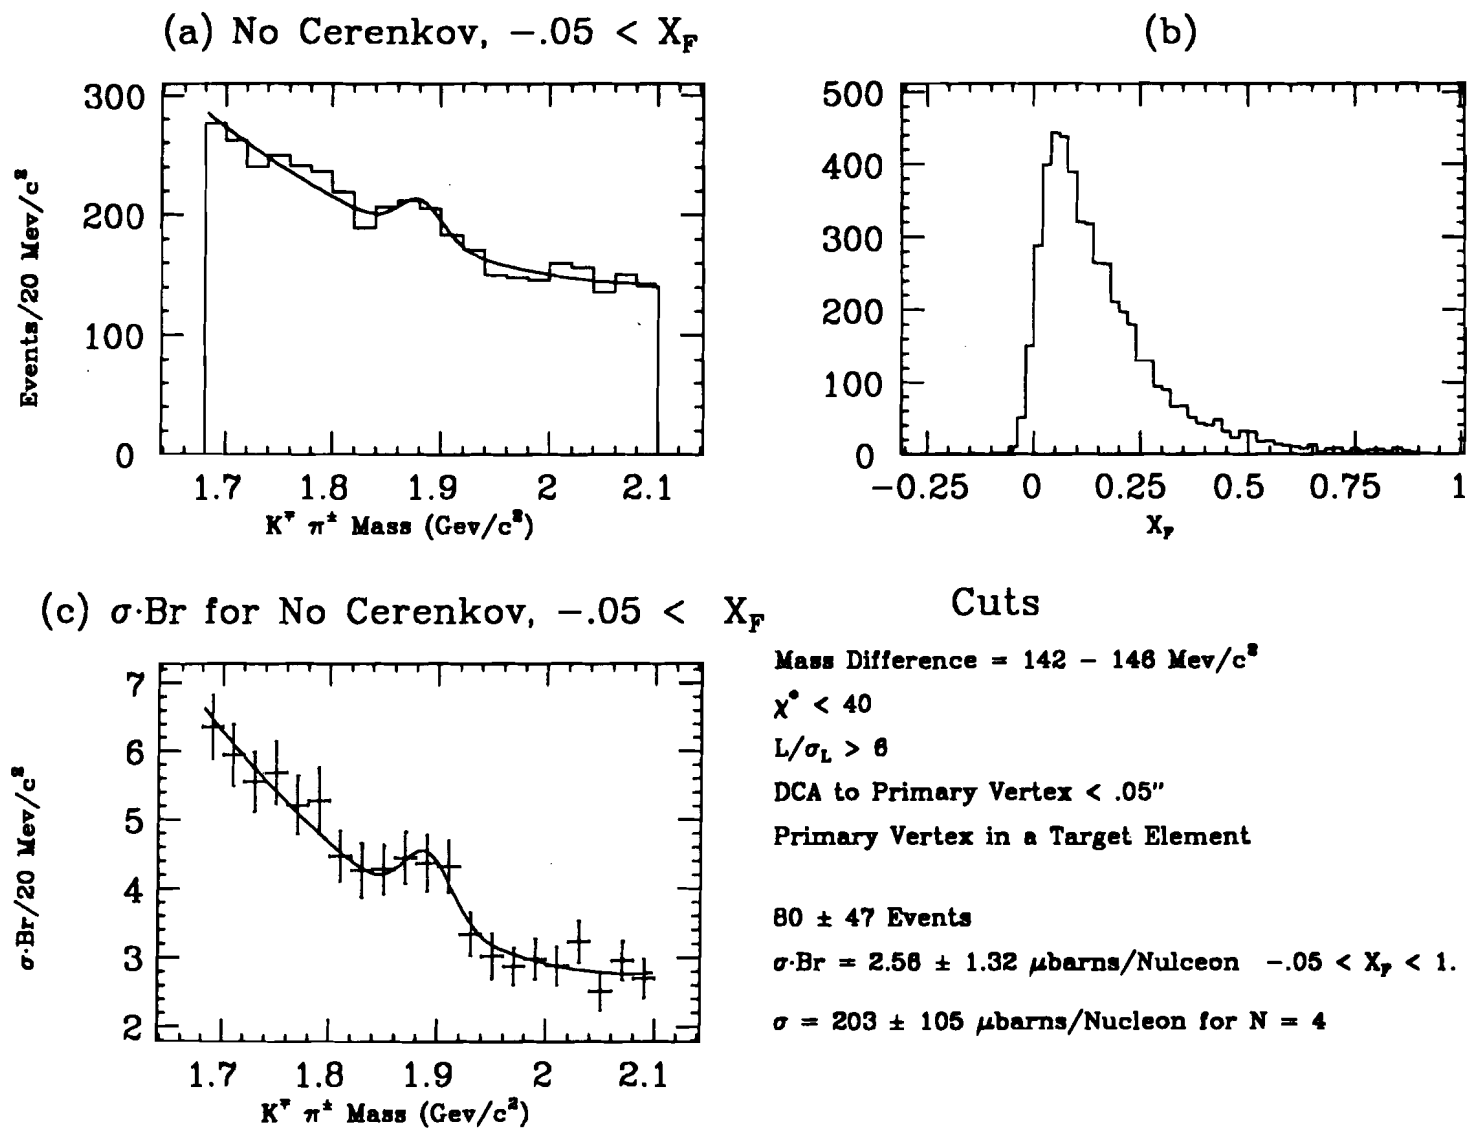 (a) No Cerenkov, −.05 < X_F
300
200
100
0
Events/20 Mev/c²
1.7 1.8 1.9 2 2.1
K^∓ π^± Mass (Gev/c²)
(b)
500
400
300
200
100
0
−0.25 0 0.25 0.5 0.75 1
X_F
(c) σ·Br for No Cerenkov, −.05 < X_F
7
6
5
4
3
2
σ·Br/20 Mev/c²
1.7 1.8 1.9 2 2.1
K^∓ π^± Mass (Gev/c²)
Cuts
Mass Difference = 142 − 146 Mev/c²
χ² < 40
L/σ_L > 6
DCA to Primary Vertex < .05"
Primary Vertex in a Target Element
80 ± 47 Events
σ·Br = 2.56 ± 1.32 μbarns/Nulceon −.05 < X_F < 1.
σ = 203 ± 105 μbarns/Nucleon for N = 4